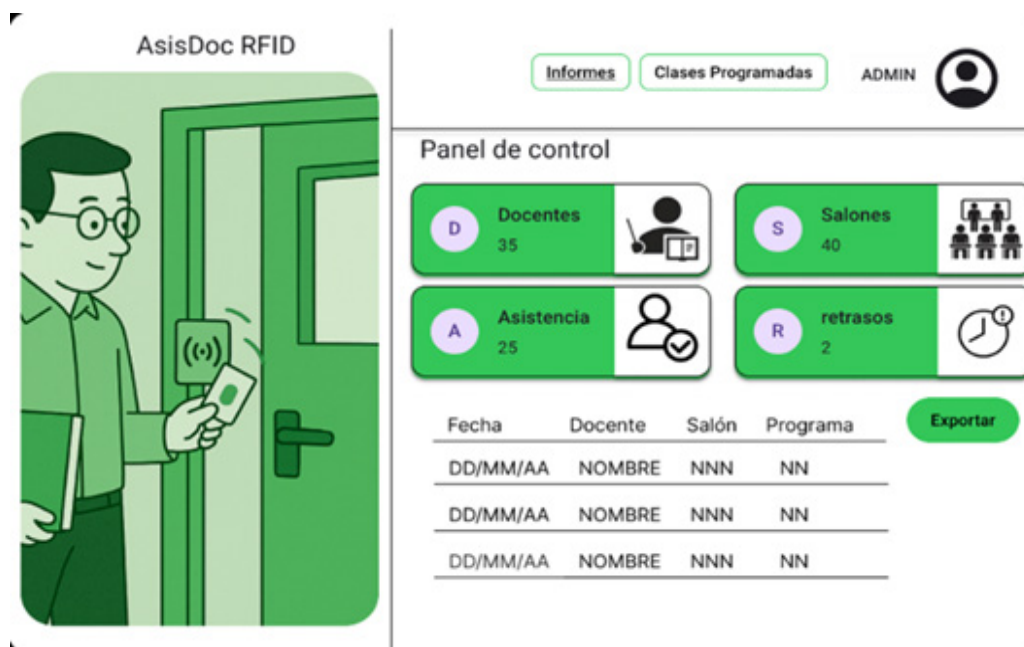 AsisDoc RFID
Informes
Clases Programadas
ADMIN
Panel de control
D
Docentes
35
S
Salones
40
A
Asistencia
25
R
retrasos
2
Exportar
Fecha Docente Salón Programa
DD/MM/AA NOMBRE NNN NN
DD/MM/AA NOMBRE NNN NN
DD/MM/AA NOMBRE NNN NN